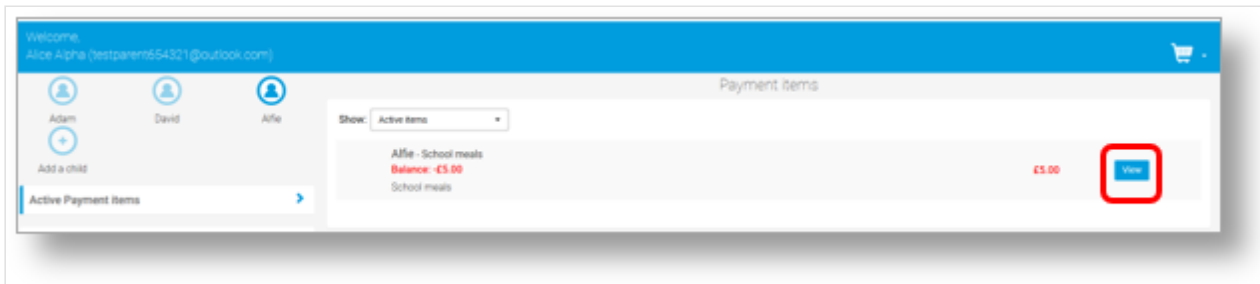 Welcome,
Alice Alpha (testparent654321@outlook.com)
Adam David Alfie
Add a child
Active Payment items
Payment items
Show: Active items
Alfie - School meals
Balance: -£5.00
School meals
£5.00
View